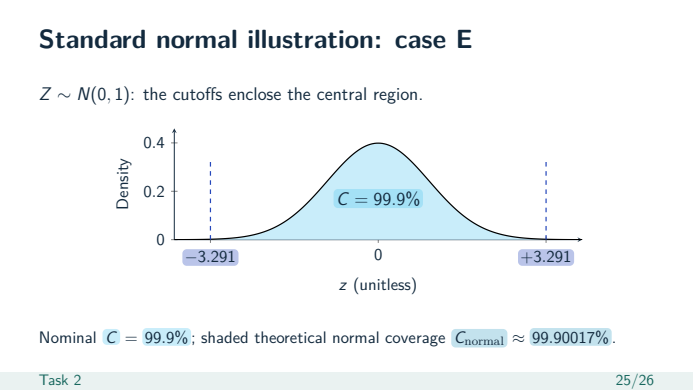 Standard normal illustration: case E
Z ∼ N(0, 1): the cutoffs enclose the central region.
Density
0.4
0.2
0
C = 99.9%
−3.291
0
+3.291
z (unitless)
Nominal C = 99.9%; shaded theoretical normal coverage C_normal ≈ 99.90017%.
Task 2
25/26